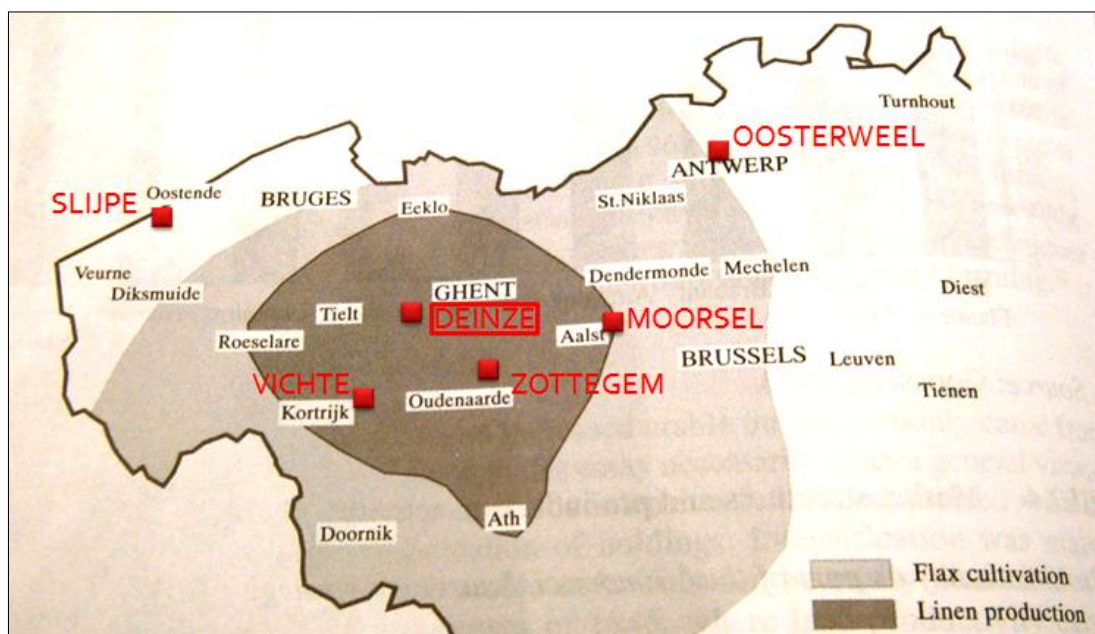 Turnhout
OOSTERWEEL
ANTWERP
Oostende
BRUGES
Eeklo
St.Niklaas
SLIJPE
Veurne
Diksmuide
Dendermonde
Mechelen
GHENT
Diest
Tielt
DEINZE
MOORSEL
Roeselare
Aalst
BRUSSELS
Leuven
VICHTE
ZOTTEGEM
Tienen
Kortrijk
Oudenaarde
Ath
Doornik
Flax cultivation
Linen production